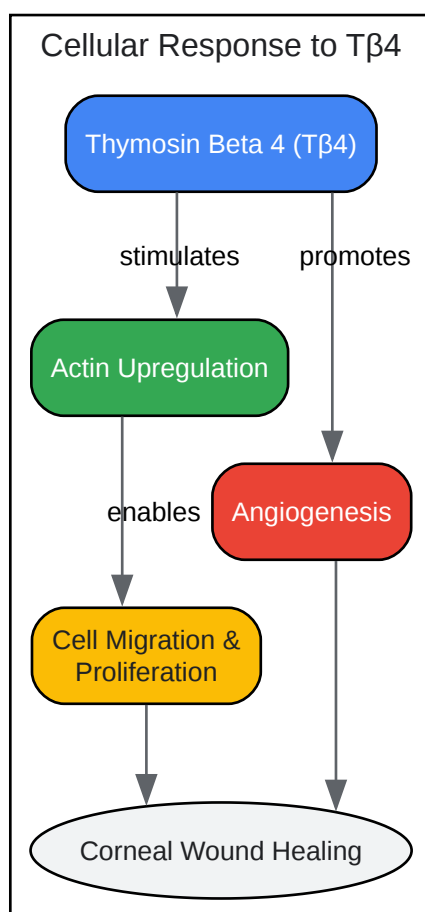 Cellular Response to Tβ4
Thymosin Beta 4 (Tβ4)
stimulates
promotes
Actin Upregulation
Angiogenesis
enables
Cell Migration &
Proliferation
Corneal Wound Healing